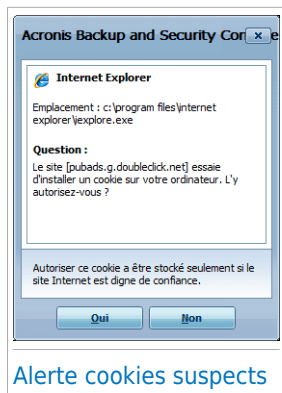 Acronis Backup and Security Con e
Internet Explorer
Emplacement : c:\program files\internet
explorer\iexplore.exe
Question :
Le site [pubads.g.doubleclick.net] essaie
d'installer un cookie sur votre ordinateur. L'y
autorisez-vous ?
Autoriser ce cookie a être stocké seulement si le
site Internet est digne de confiance.
Oui Non
Alerte cookies suspects